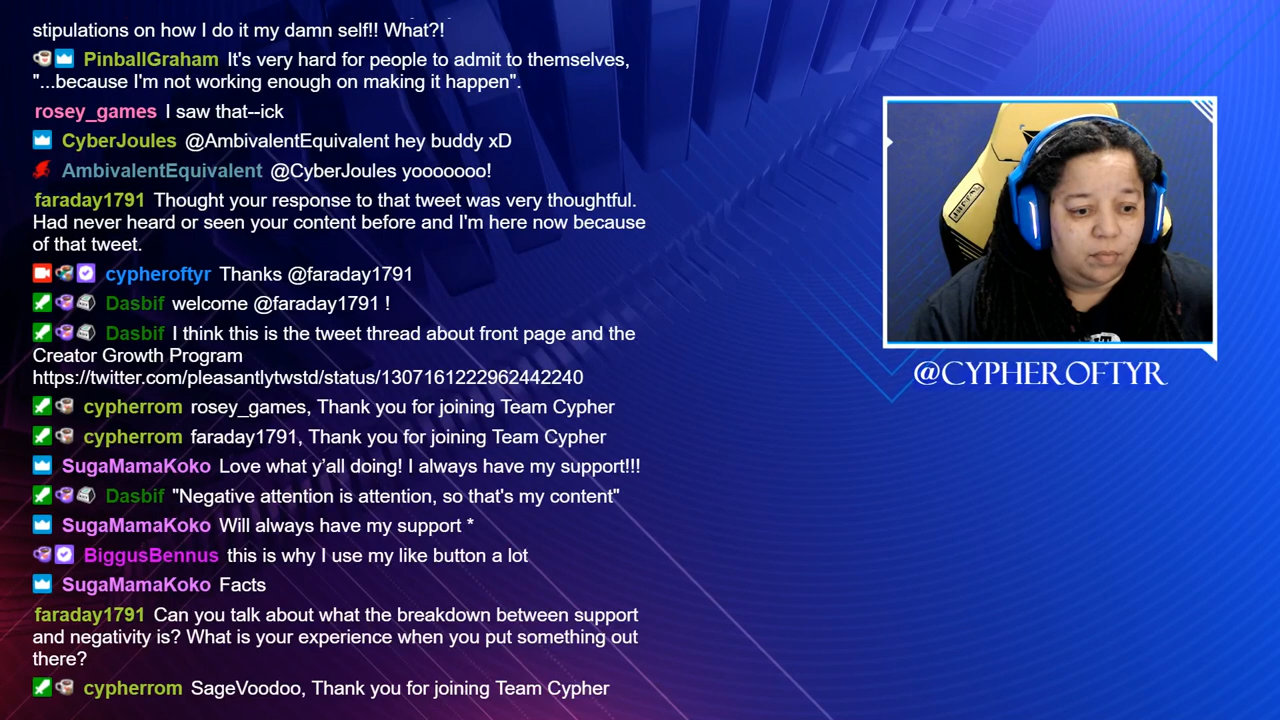 stipulations on how I do it my damn self!! What?!
PinballGraham It's very hard for people to admit to themselves,
"...because I'm not working enough on making it happen".
rosey_games I saw that--ick
CyberJoules @AmbivalentEquivalent hey buddy xD
AmbivalentEquivalent @CyberJoules yooooooo!
faraday1791 Thought your response to that tweet was very thoughtful.
Had never heard or seen your content before and I'm here now because
of that tweet.
cypheroftyr Thanks @faraday1791
Dasbif welcome @faraday1791 !
Dasbif I think this is the tweet thread about front page and the
Creator Growth Program
https://twitter.com/pleasantlytwstd/status/1307161222962442240
cypherrom rosey_games, Thank you for joining Team Cypher
cypherrom faraday1791, Thank you for joining Team Cypher
SugaMamaKoko Love what y'all doing! I always have my support!!!
Dasbif "Negative attention is attention, so that's my content"
SugaMamaKoko Will always have my support *
BiggusBennus this is why I use my like button a lot
SugaMamaKoko Facts
faraday1791 Can you talk about what the breakdown between support
and negativity is? What is your experience when you put something out
there?
cypherrom SageVoodoo, Thank you for joining Team Cypher
@CYPHEROFTYR